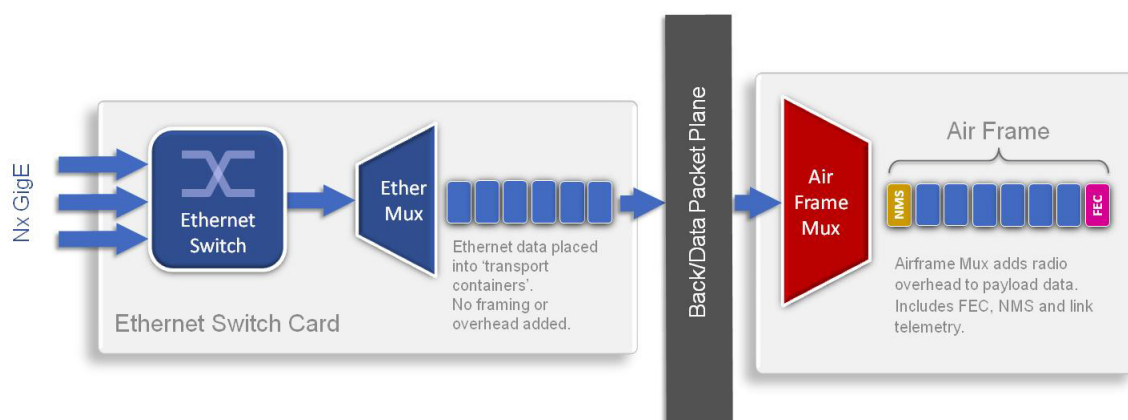 Nx GigE
Ethernet
Switch
Ether
Mux
Ethernet data placed
into ‘transport
containers’.
No framing or
overhead added.
Ethernet Switch Card
Back/Data Packet Plane
Air
Frame
Mux
Air Frame
NMS
FEC
Airframe Mux adds radio
overhead to payload data.
Includes FEC, NMS and link
telemetry.